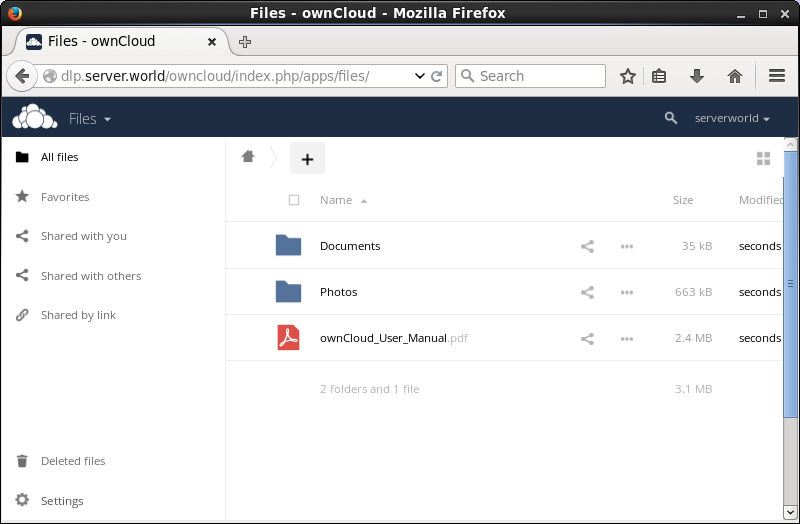 Files - ownCloud - Mozilla Firefox
Files - ownCloud
dlp.server.world/owncloud/index.php/apps/files/
Search
Files
serverworld
All files
Favorites
Shared with you
Shared with others
Shared by link
Deleted files
Settings
Name Size Modified
Documents 35 kB seconds
Photos 663 kB seconds
ownCloud_User_Manual.pdf 2.4 MB seconds
2 folders and 1 file 3.1 MB